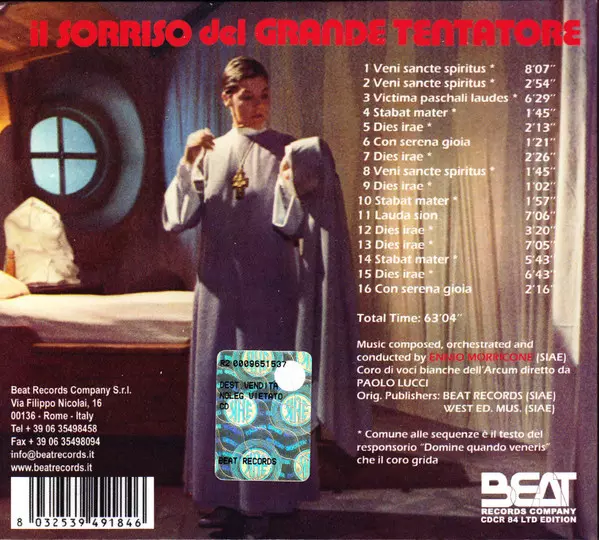 il SORRISO del GRANDE TENTATORE
1 Veni sancte spiritus * 8'07"
2 Veni sancte spiritus * 2'54"
3 Victima paschali laudes * 6'29"
4 Stabat mater * 1'45"
5 Dies irae * 2'13"
6 Con serena gioia 1'21"
7 Dies irae * 2'26"
8 Veni sancte spiritus * 1'45"
9 Dies irae * 1'02"
10 Stabat mater * 1'57"
11 Lauda sion 7'06"
12 Dies irae * 3'20"
13 Dies irae * 7'05"
14 Stabat mater * 5'43"
15 Dies irae * 6'43"
16 Con serena gioia 2'16"
Total Time: 63'04"
Music composed, orchestrated and
conducted by ENNIO MORRICONE (SIAE)
Coro di voci bianche dell'Arcum diretto da
PAOLO LUCCI
Orig. Publishers: BEAT RECORDS (SIAE)
WEST ED. MUS. (SIAE)
* Comune alle sequenze è il testo del
responsorio "Domine quando veneris"
che il coro grida
R2 0009651537
DEST.VENDITA
NOLEG.VIETATO
CD
BEAT RECORDS
Beat Records Company S.r.l.
Via Filippo Nicolai, 16
00136 - Rome - Italy
Tel + 39 06 35498458
Fax + 39 06 35498094
info@beatrecords.it
www.beatrecords.it
8 032539 491846
BEAT
RECORDS COMPANY
CDCR 84 LTD EDITION